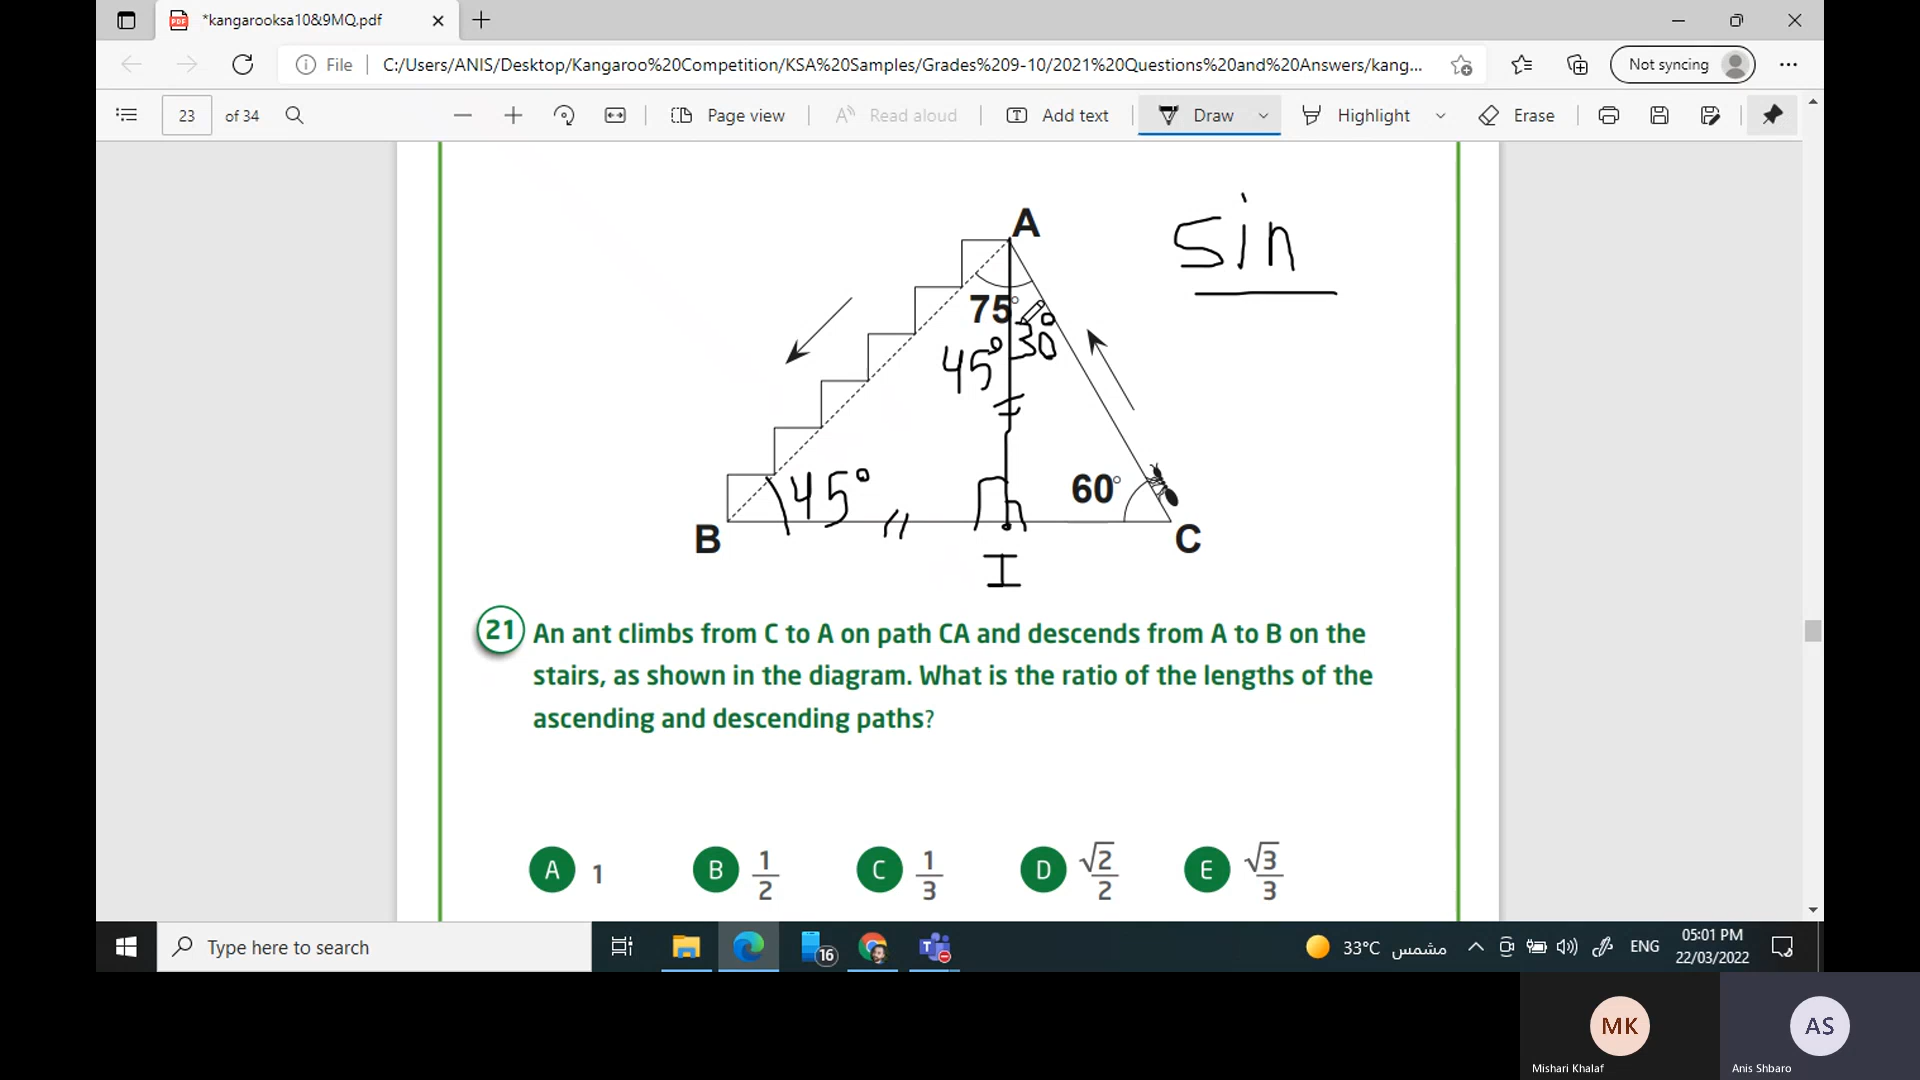 *kangarooksa10&9MQ.pdf
File
C:/Users/ANIS/Desktop/Kangaroo%20Competition/KSA%20Samples/Grades%209-10/2021%20Questions%20and%20Answers/kang...
Not syncing
23 of 34
Page view
Read aloud
Add text
Draw
Highlight
Erase
A
sin
75°
45° 30°
45°
60°
B
C
I
21 An ant climbs from C to A on path CA and descends from A to B on the
stairs, as shown in the diagram. What is the ratio of the lengths of the
ascending and descending paths?
A 1 B 1/2 C 1/3 D √2/2 E √3/3
Type here to search
16
33°C مشمس
ENG
05:01 PM
22/03/2022
MK
Mishari Khalaf
AS
Anis Shbaro